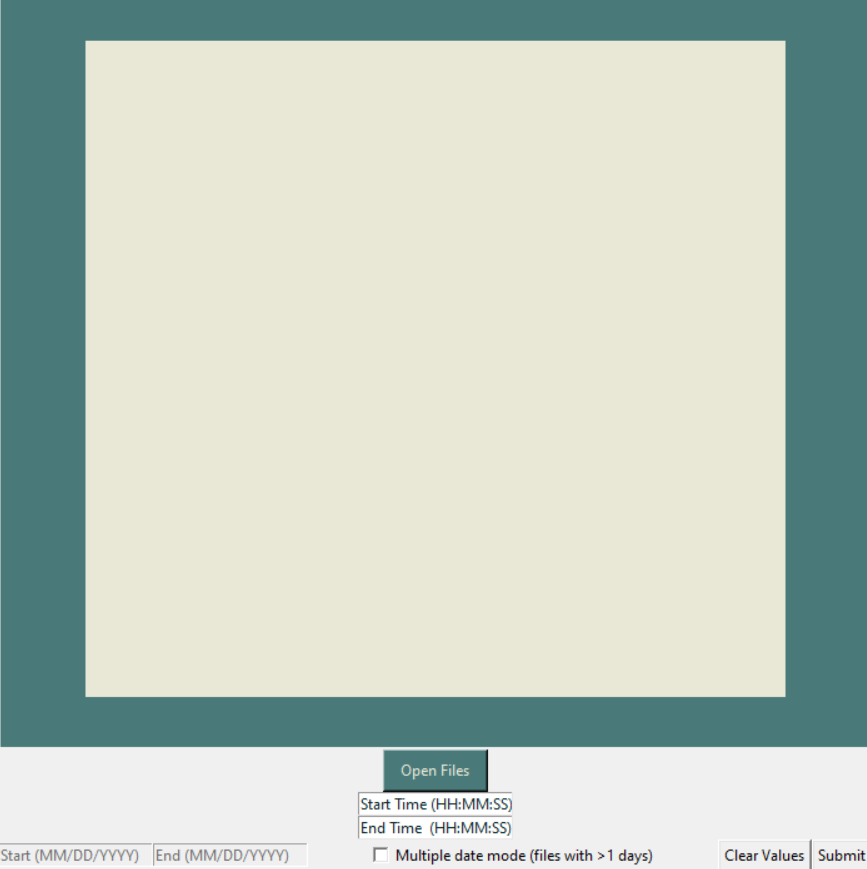 Open Files
Start Time (HH:MM:SS)
End Time (HH:MM:SS)
Start (MM/DD/YYYY) End (MM/DD/YYYY) Multiple date mode (files with >1 days) Clear Values Submit